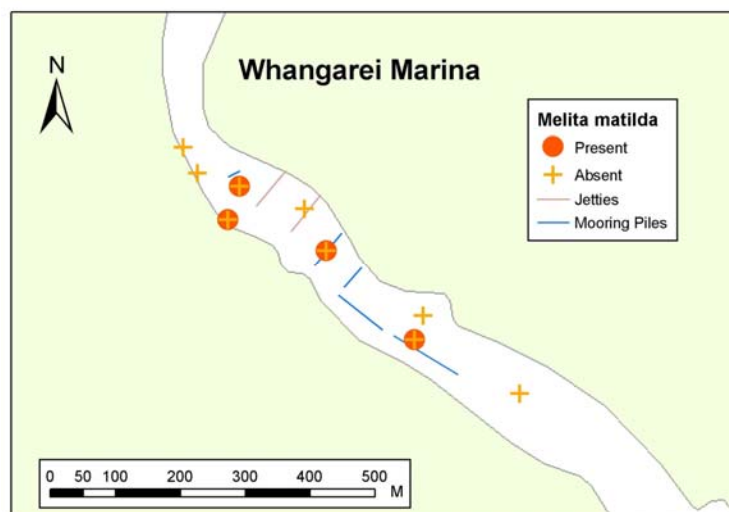 Whangarei Marina
N
Melita matilda
Present
Absent
Jetties
Mooring Piles
0 50 100 200 300 400 500
M